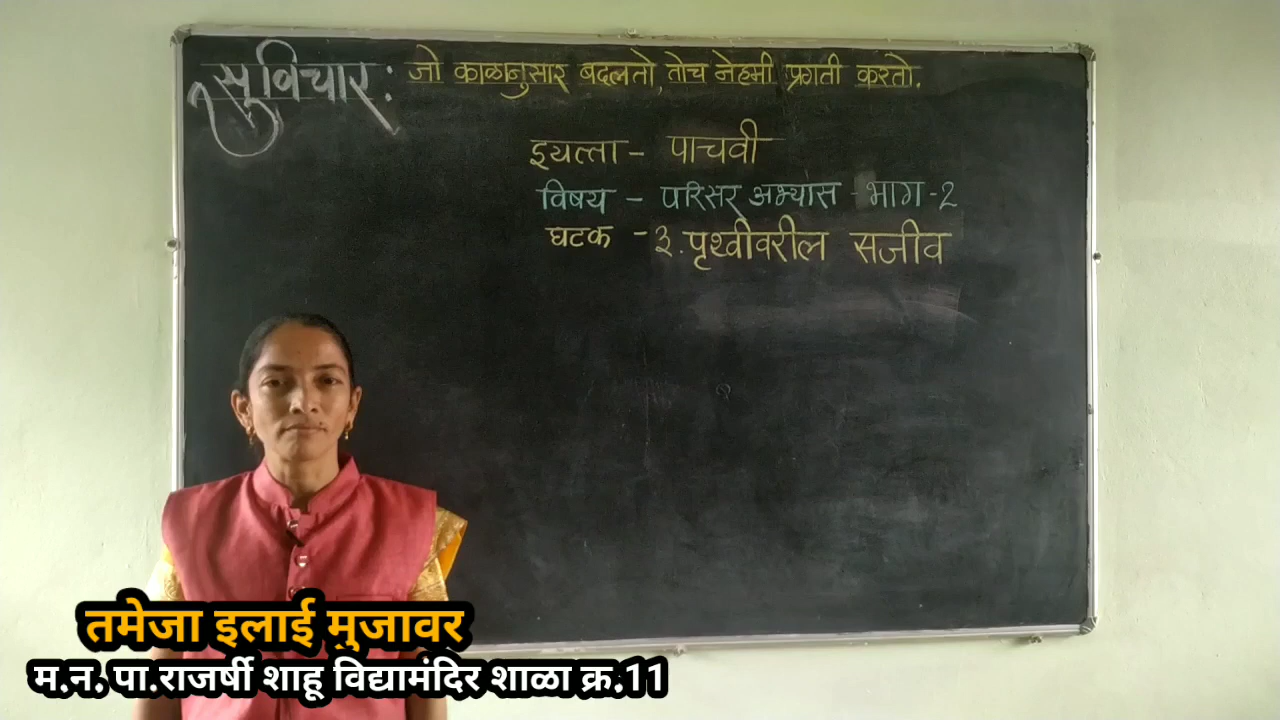 सुविचार: जो काळानुसार बदलतो, तोच नेहमी प्रगती करतो.
इयत्ता - पाचवी
विषय - परिसर अभ्यास - भाग -2
घटक - ३. पृथ्वीवरील सजीव
तमेजा इलाई मुजावर
म.न. पा.राजर्षी शाहू विद्यामंदिर शाळा क्र.11